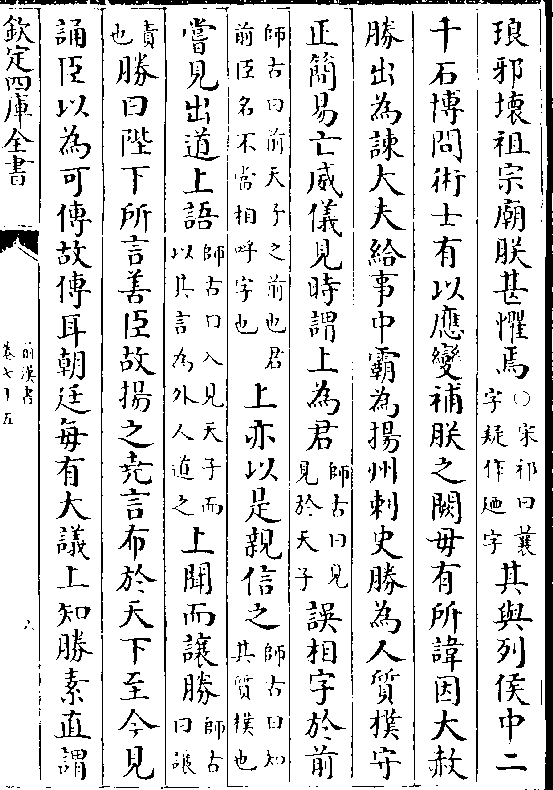 琅邪壞祖宗廟朕甚懼焉○宋祁曰字疑作廼字其與列侯中二
千石博問術士有以應變補朕之闕毋有所諱因大赦
勝出為諫大夫給事中霸為揚州刺史勝為人質樸守
正簡易亡威儀見時謂上為君師古曰見見於天子誤相字於前
師古曰前天子之前也君前臣名不當相呼字也上亦以是親信之師古曰知其質樸也
嘗見出道上語師古曰入見天子而以其言為外人道之上聞而讓勝師古曰讓
責也勝曰陛下所言善臣故揚之堯言布於天下至今見
誦臣以為可傳故傳耳朝廷每有大議上知勝素直謂
欽定四庫全書
前漢書
卷七十五